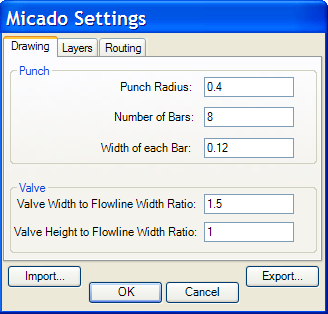 Micado Settings
Drawing Layers Routing
Punch
Punch Radius: 0.4
Number of Bars: 8
Width of each Bar: 0.12
Valve
Valve Width to Flowline Width Ratio: 1.5
Valve Height to Flowline Width Ratio: 1
Import... Export...
OK Cancel